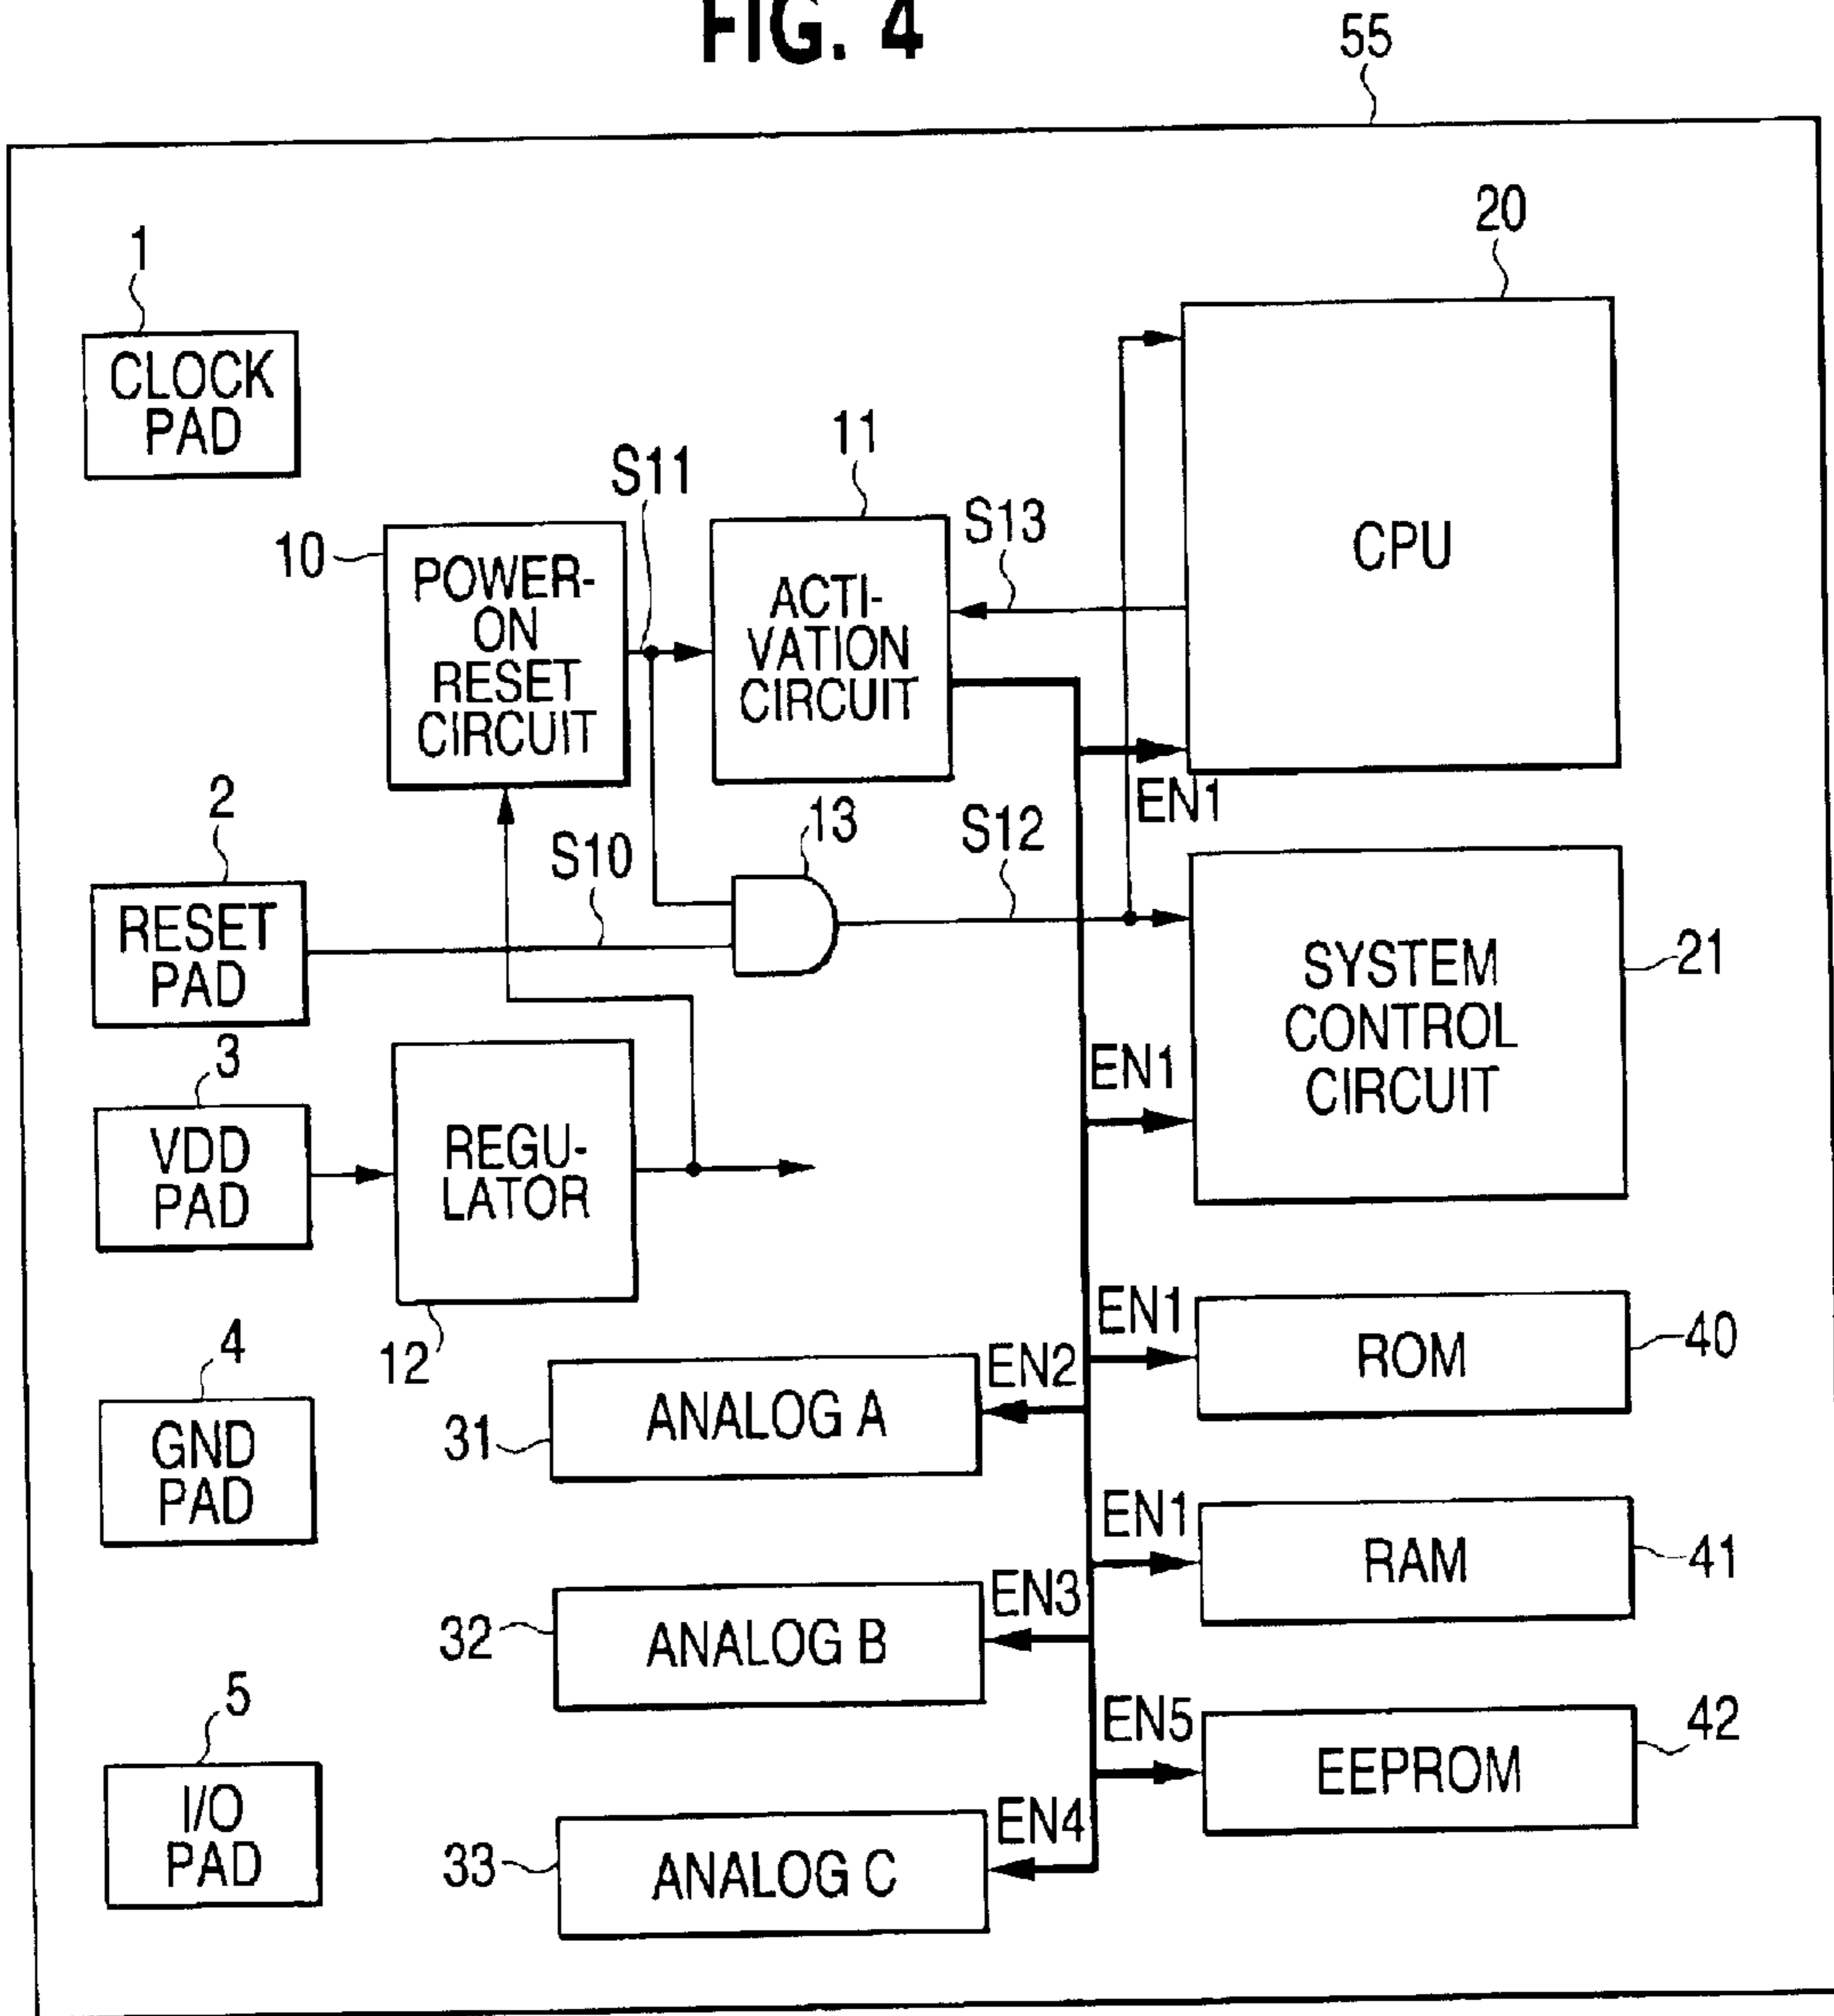 FIG. 4
55
20
1
CLOCK
PAD
11
S11
S13
10
POWER-
ON
RESET
CIRCUIT
ACTI-
VATION
CIRCUIT
CPU
EN1
2
S10
13
S12
RESET
PAD
SYSTEM
CONTROL
CIRCUIT
21
3
EN1
VDD
PAD
REGU-
LATOR
12
4
EN1
ROM
40
GND
PAD
31
ANALOG A
EN2
EN1
RAM
41
32
ANALOG B
EN3
5
EN5
EEPROM
42
I/O
PAD
33
ANALOG C
EN4